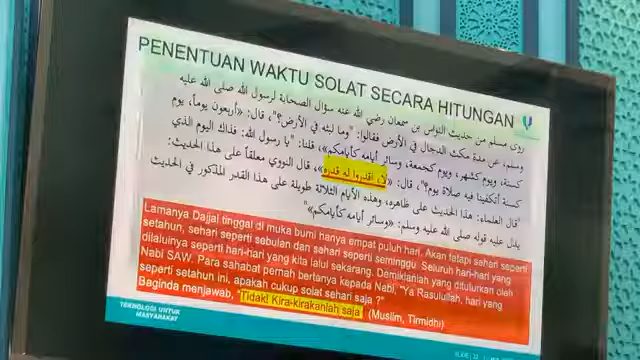 PENENTUAN WAKTU SOLAT SECARA HITUNGAN
روى مسلم من حديث النواس بن سمعان رضي الله عنه سؤال الصحابة لرسول الله صلى الله عليه
وسلم، عن مدة مكث الدجال في الأرض فقالوا: "وما لبثه في الأرض؟"، قال: «أربعون يوماً، يوم
كسنة، ويوم كشهر، ويوم كجمعة، وسائر أيامه كأيامكم»، قلنا: "يا رسول الله: فذاك اليوم الذي
كسنة أتكفينا فيه صلاة يوم؟"، قال: «لا، اقدروا له قدره»، قال النووي معلقاً على هذا الحديث:
"قال العلماء: هذا الحديث على ظاهره، وهذه الأيام الثلاثة طويلة على هذا القدر المذكور في الحديث
يدل عليه قوله صلى الله عليه وسلم: «وسائر أيامه كأيامكم»"
Lamanya Dajjal tinggal di muka bumi hanya empat puluh hari. Akan tetapi sehari seperti
setahun, sehari seperti sebulan dan sehari seperti seminggu. Seluruh hari-hari yang
dilaluinya seperti hari-hari yang kita lalui sekarang. Demikianlah yang dituturkan oleh
Nabi SAW. Para sahabat pernah bertanya kepada Nabi, "Ya Rasulullah, hari yang
seperti setahun ini, apakah cukup solat sehari saja ?"
Baginda menjawab, "Tidak! Kira-kirakanlah saja" (Muslim, Tirmidhi)
TEKNOLOGI UNTUK
MASYARAKAT